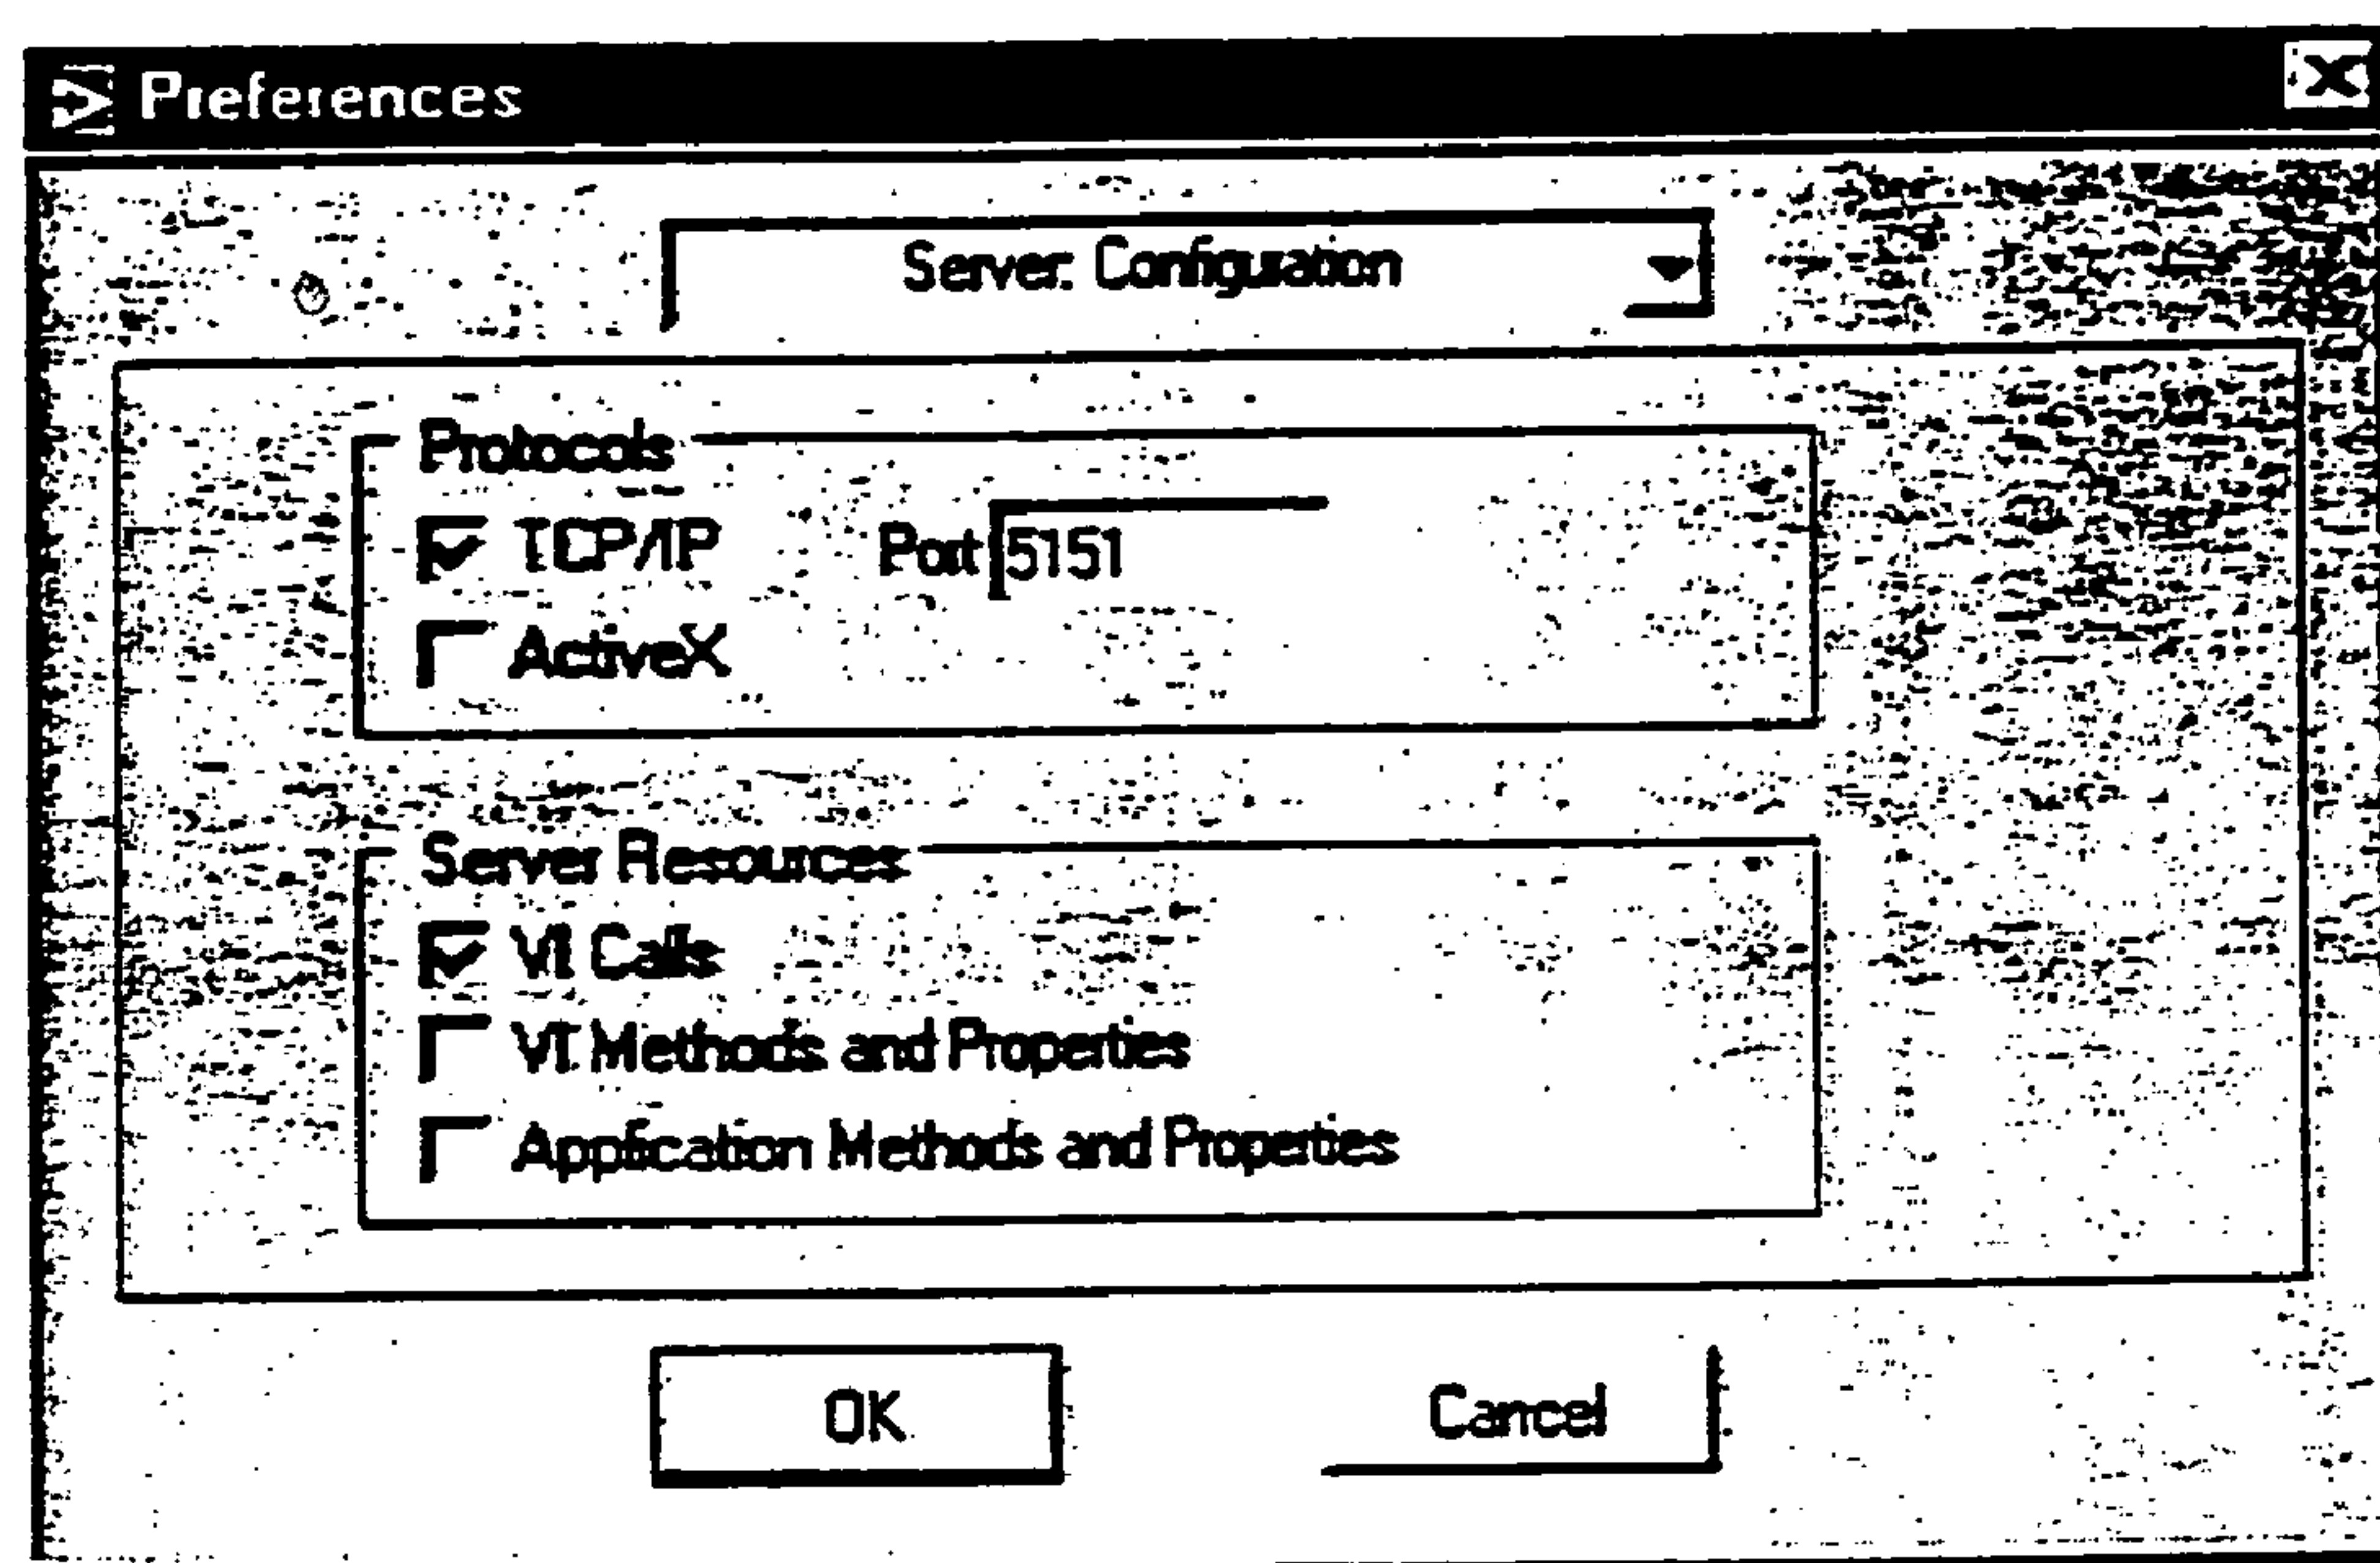 VI Preferences
Server: Configuration
Protocols
TCP/IP Port 5151
ActiveX
Server Resources
VI Calls
VI Methods and Properties
Application Methods and Properties
OK Cancel